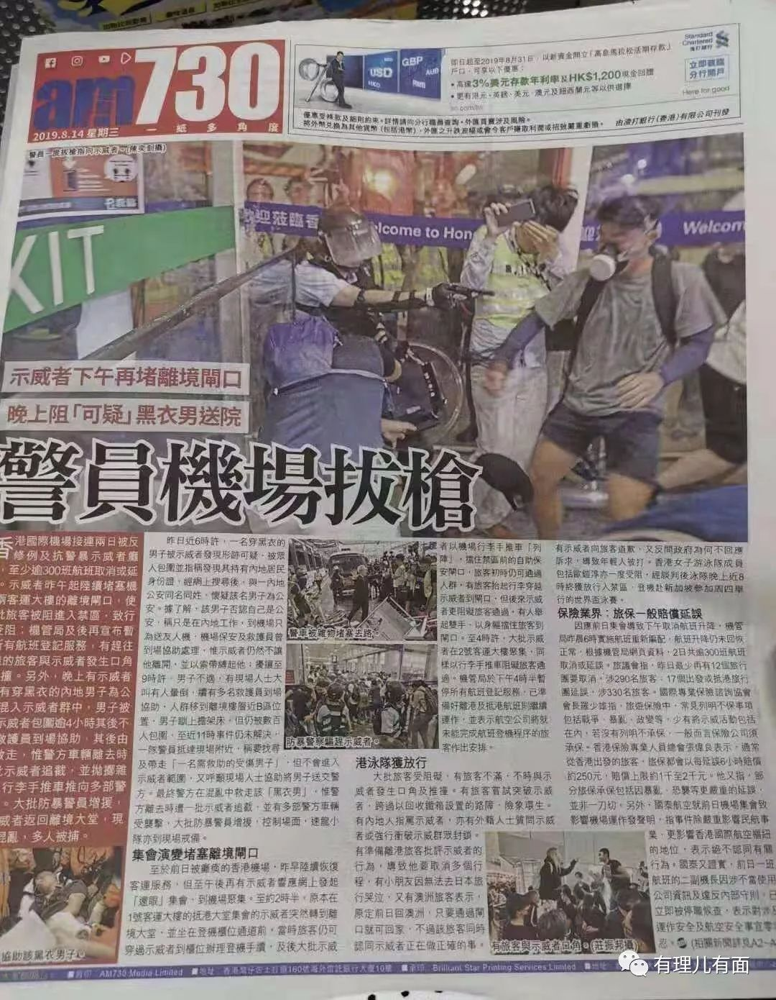 am730
2019.8.14 星期三 一紙多角度
USD
HKD
GBP
AUD
RMB
即日起至2019年8月31日，以新資金開立「高息馬拉松活期存款」
戶口，可享以下優惠：
• 高達3%美元存款年利率及HK$1,200現金回贈
• 更有港元、英鎊、美元、澳元及紐西蘭元等以供選擇
sc.com/hk
Standard
Chartered
渣打銀行
立即親臨
分行開戶
Here for good
優惠受條款及細則約束。詳情請向分行職員查詢。外匯買賣涉及風險。
將外幣兌換為其他貨幣（包括港幣），外匯之升跌波幅或會令客戶賺取利潤或招致嚴重虧損。
由渣打銀行（香港）有限公司刊發
警員一度拔槍指向示威者。(陳奕釗攝)
XIT
歡迎蒞臨香
elcome to Hon
迎
Welcom
示威者下午再堵離境閘口
晚上阻「可疑」黑衣男送院
警員機場拔槍
香港國際機場接連兩日被反
修例及抗警暴示威者癱
，至少逾300班航班取消或延
。示威者昨午起陸續堵塞機
兩客運大樓的離境閘口，使
批旅客被阻進入禁區，致行
受阻；機管局及後再宣布暫
所有航班登記服務，有趕往
的旅客與示威者發生口角
撞。另外，晚上有示威者
有穿黑衣的內地男子為公
混入示威者群中，男子被
示威者包圍逾4小時其後不
救護員到場協助，其後由
救走，惟警方車輛離去時
批示威者追截，並拋擲雜
行李手推車推向多部警
。大批防暴警員增援，
威者返回離境大堂，現
混亂，多人被捕。
協助該黑衣男子。
昨日近6時許，一名穿黑衣的
男子被示威者發現形跡可疑，被眾
人包圍並指稱發現其持有內地居民
身份證，經網上搜尋後，與一內地
公安同名同姓，懷疑該名男子為公
安。據了解，該男子否認自己是公
安，稱只是在內地工作，到機場只
為送友人機，機場保安及救護員曾
到場協助處理，惟示威者仍然不讓
他離開，並以索帶縛起他；擾攘至
9時許，男子不適，有現場人士大
叫有人暈倒，續有多名救護員到場
協助，人群移到離境樓層近B區位
置，男子瞓上擔架床，但仍被數百
人包圍，至近11時事件仍未解決，
一隊警員抵達現場附近，稱要找尋
及帶走「一名需救助的受傷男子」，但不會進入
示威者範圍，又呼籲現場人士協助將男子送交警
方。最終警方在混亂中救走該「黑衣男」，惟警
方離去時遭一批示威者追截，並有多部警方車輛
受襲擊，大批防暴警員增援，控制場面，速龍小
隊亦到現場戒備。
集會演變堵塞離境閘口
至於前日被癱瘓的香港機場，昨早陸續恢復
客運服務，但至午後再有示威者響應網上發起
「還眼」集會，到機場聚集。至約2時半，原本在
1號客運大樓的抵港大堂集會的示威者突然轉到離
境大堂，並坐在登機櫃位通道前，當時旅客仍可
穿過示威者到櫃位辦理登機手續，及後大批示威
警車被雜物堵塞去路。
防暴警察驅趕示威者。
者以機場行李手推車「列
陣」，擋住禁區前的自助保
安閘口，旅客初時仍可通過
人群，有旅客抬起行李穿越
示威者到閘口，但後來示威
者更阻礙旅客通過，有人舉
起雙手，以身軀擋住旅客到
閘口，至4時許，大批示威
者在2號客運大樓聚集，同
樣以行李手推車阻礙旅客通
過。機管局於下午4時半暫
停所有航班登記服務，已準
備好離港及抵港航班則繼續
運作，並表示航空公司將就
未能完成航班登機程序的旅
客作出安排。
港泳隊獲放行
大批旅客受阻礙，有旅客不滿，不時與示
威者發生口角及推撞。有旅客嘗試突破示威
者，跨過以回收鐵箱設置的路障，險象環生。
有內地人指罵示威者，亦有外籍人士質問示威
者或強行衝破示威群眾封鎖。
有準備離港旅客批評示威者的
行為，導致他要取消多個行
程，有小朋友因無法去日本旅
行哭泣，又有澳洲旅客表示，
原定前日回澳洲，只要通過閘
口就可回家，不過該旅客同時
認同示威者正在做正確的事。
有示威者向旅客道歉，又反問政府為何不回應
訴求，導致年輕人被打。香港女子游泳隊成員
包括歐鎧淳亦一度受阻，經談判後泳隊晚上近8
時終獲放行入禁區，登機赴新加坡參加周四舉
行的世界盃泳賽。
保險業界：旅保一般賠償延誤
因應前日集會導致下午取消航班升降，機管
局昨晨6時實施航班重新編配，航班升降仍未回恢
正常，根據機管局網頁資料，2日共逾300班航班
取消或延誤。旅議會指，昨日最少再有12個旅行
團要取消，涉290名旅客，17個出發或抵港旅行
團延誤，涉330名旅客。國際專業保險諮詢協會
會長羅少雄指，旅遊保險中，常見列明不保事項
包括戰爭、暴亂、政變等，少有將示威活動包括
在內，若沒有列明不承保，一般而言保險公司須
承保。香港保險專業人員總會張偉良表示，通常
從香港出發的旅客，旅保都會以每延誤6小時賠償
約250元，賠償上限約1千至2千元。他又指，部
分旅保承保包括因暴亂、恐襲等更嚴重的延誤，
並非一刀切。另外，國泰航空就前日機場集會致
影響機場運作發聲明，指事件除嚴重影響民航事
業，更影響香港國際航空樞紐
的地位，表示絕不認同有關
行為。國泰又證實，前日一班
航班的二副機長因涉不當使用
公司資訊及違反內部守則，已
立即被停職候查，表示對涉及
運作安全及航空安全事宜零容
忍。(相關新聞詳見A2-A
有旅客與示威者口角。(莊振邦攝)
■督印：AM730 Media Limited ■地址：香港灣仔告士打道160號海外信託銀行大廈10樓 ■承印：Brilliant Star Printing Services Limited ■地址：
有理儿有面